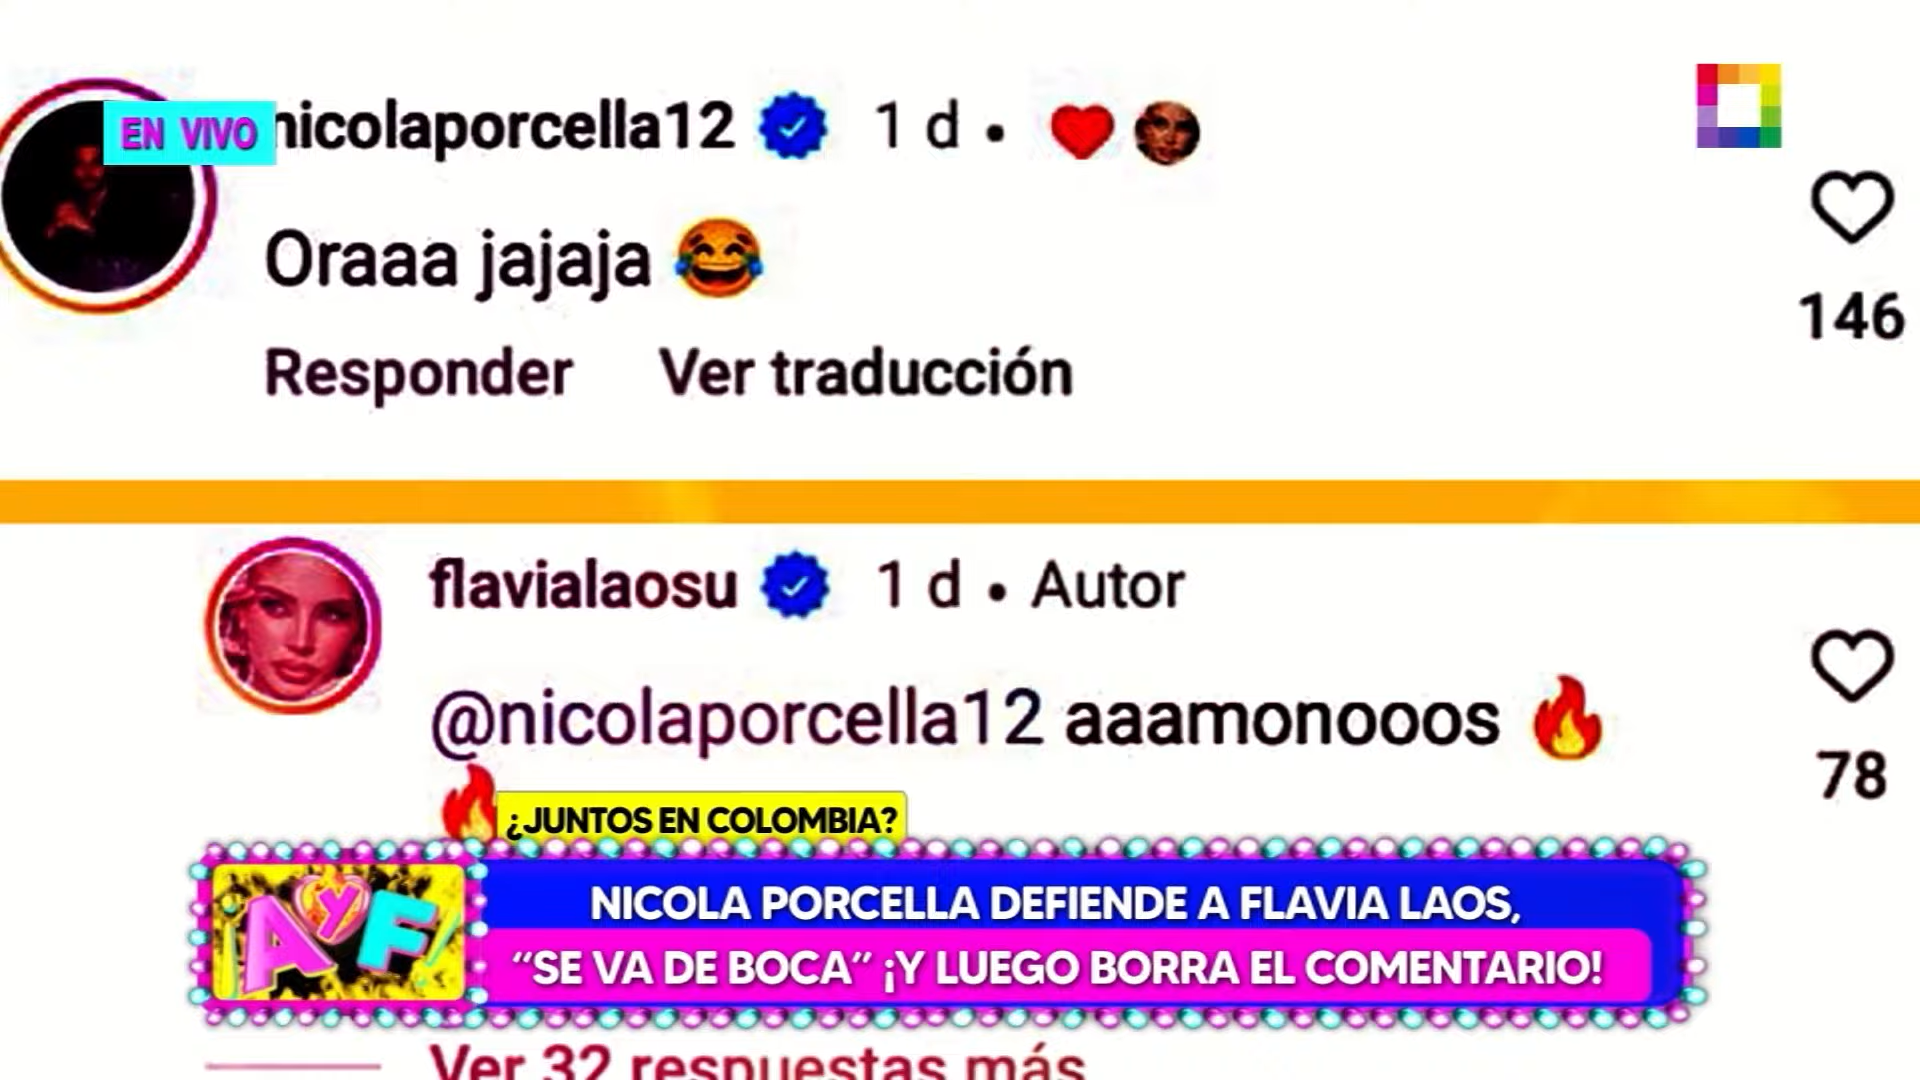 EN VIVO
nicolaporcella12 1 d •
Oraaa jajaja 😂
Responder Ver traducción
146
flavialaosu 1 d • Autor
@nicolaporcella12 aaamonooos 🔥
🔥
78
¿JUNTOS EN COLOMBIA?
AyF
NICOLA PORCELLA DEFIENDE A FLAVIA LAOS,
“SE VA DE BOCA” ¡Y LUEGO BORRA EL COMENTARIO!
Ver 32 respuestas más